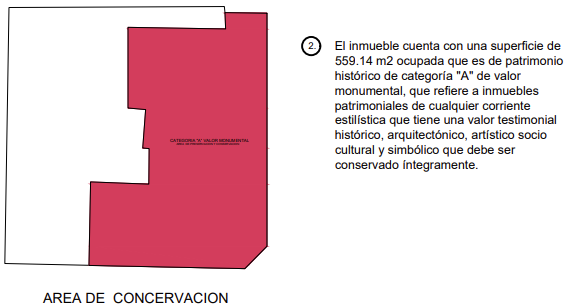 2.
El inmueble cuenta con una superficie de
559.14 m2 ocupada que es de patrimonio
histórico de categoría "A" de valor
monumental, que refiere a inmuebles
patrimoniales de cualquier corriente
estilística que tiene una valor testimonial
histórico, arquitectónico, artístico socio
cultural y simbólico que debe ser
conservado íntegramente.
CATEGORIA "A" VALOR MONUMENTAL
AREA DE CONCERVACION